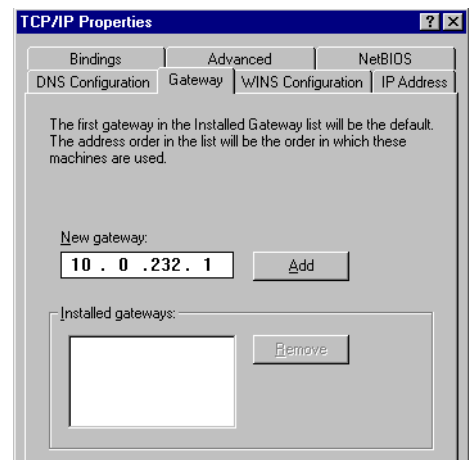 TCP/IP Properties
? X
Bindings Advanced NetBIOS
DNS Configuration Gateway WINS Configuration IP Address
The first gateway in the Installed Gateway list will be the default.
The address order in the list will be the order in which these
machines are used.
New gateway:
10 . 0 .232. 1 Add
Installed gateways:
Remove